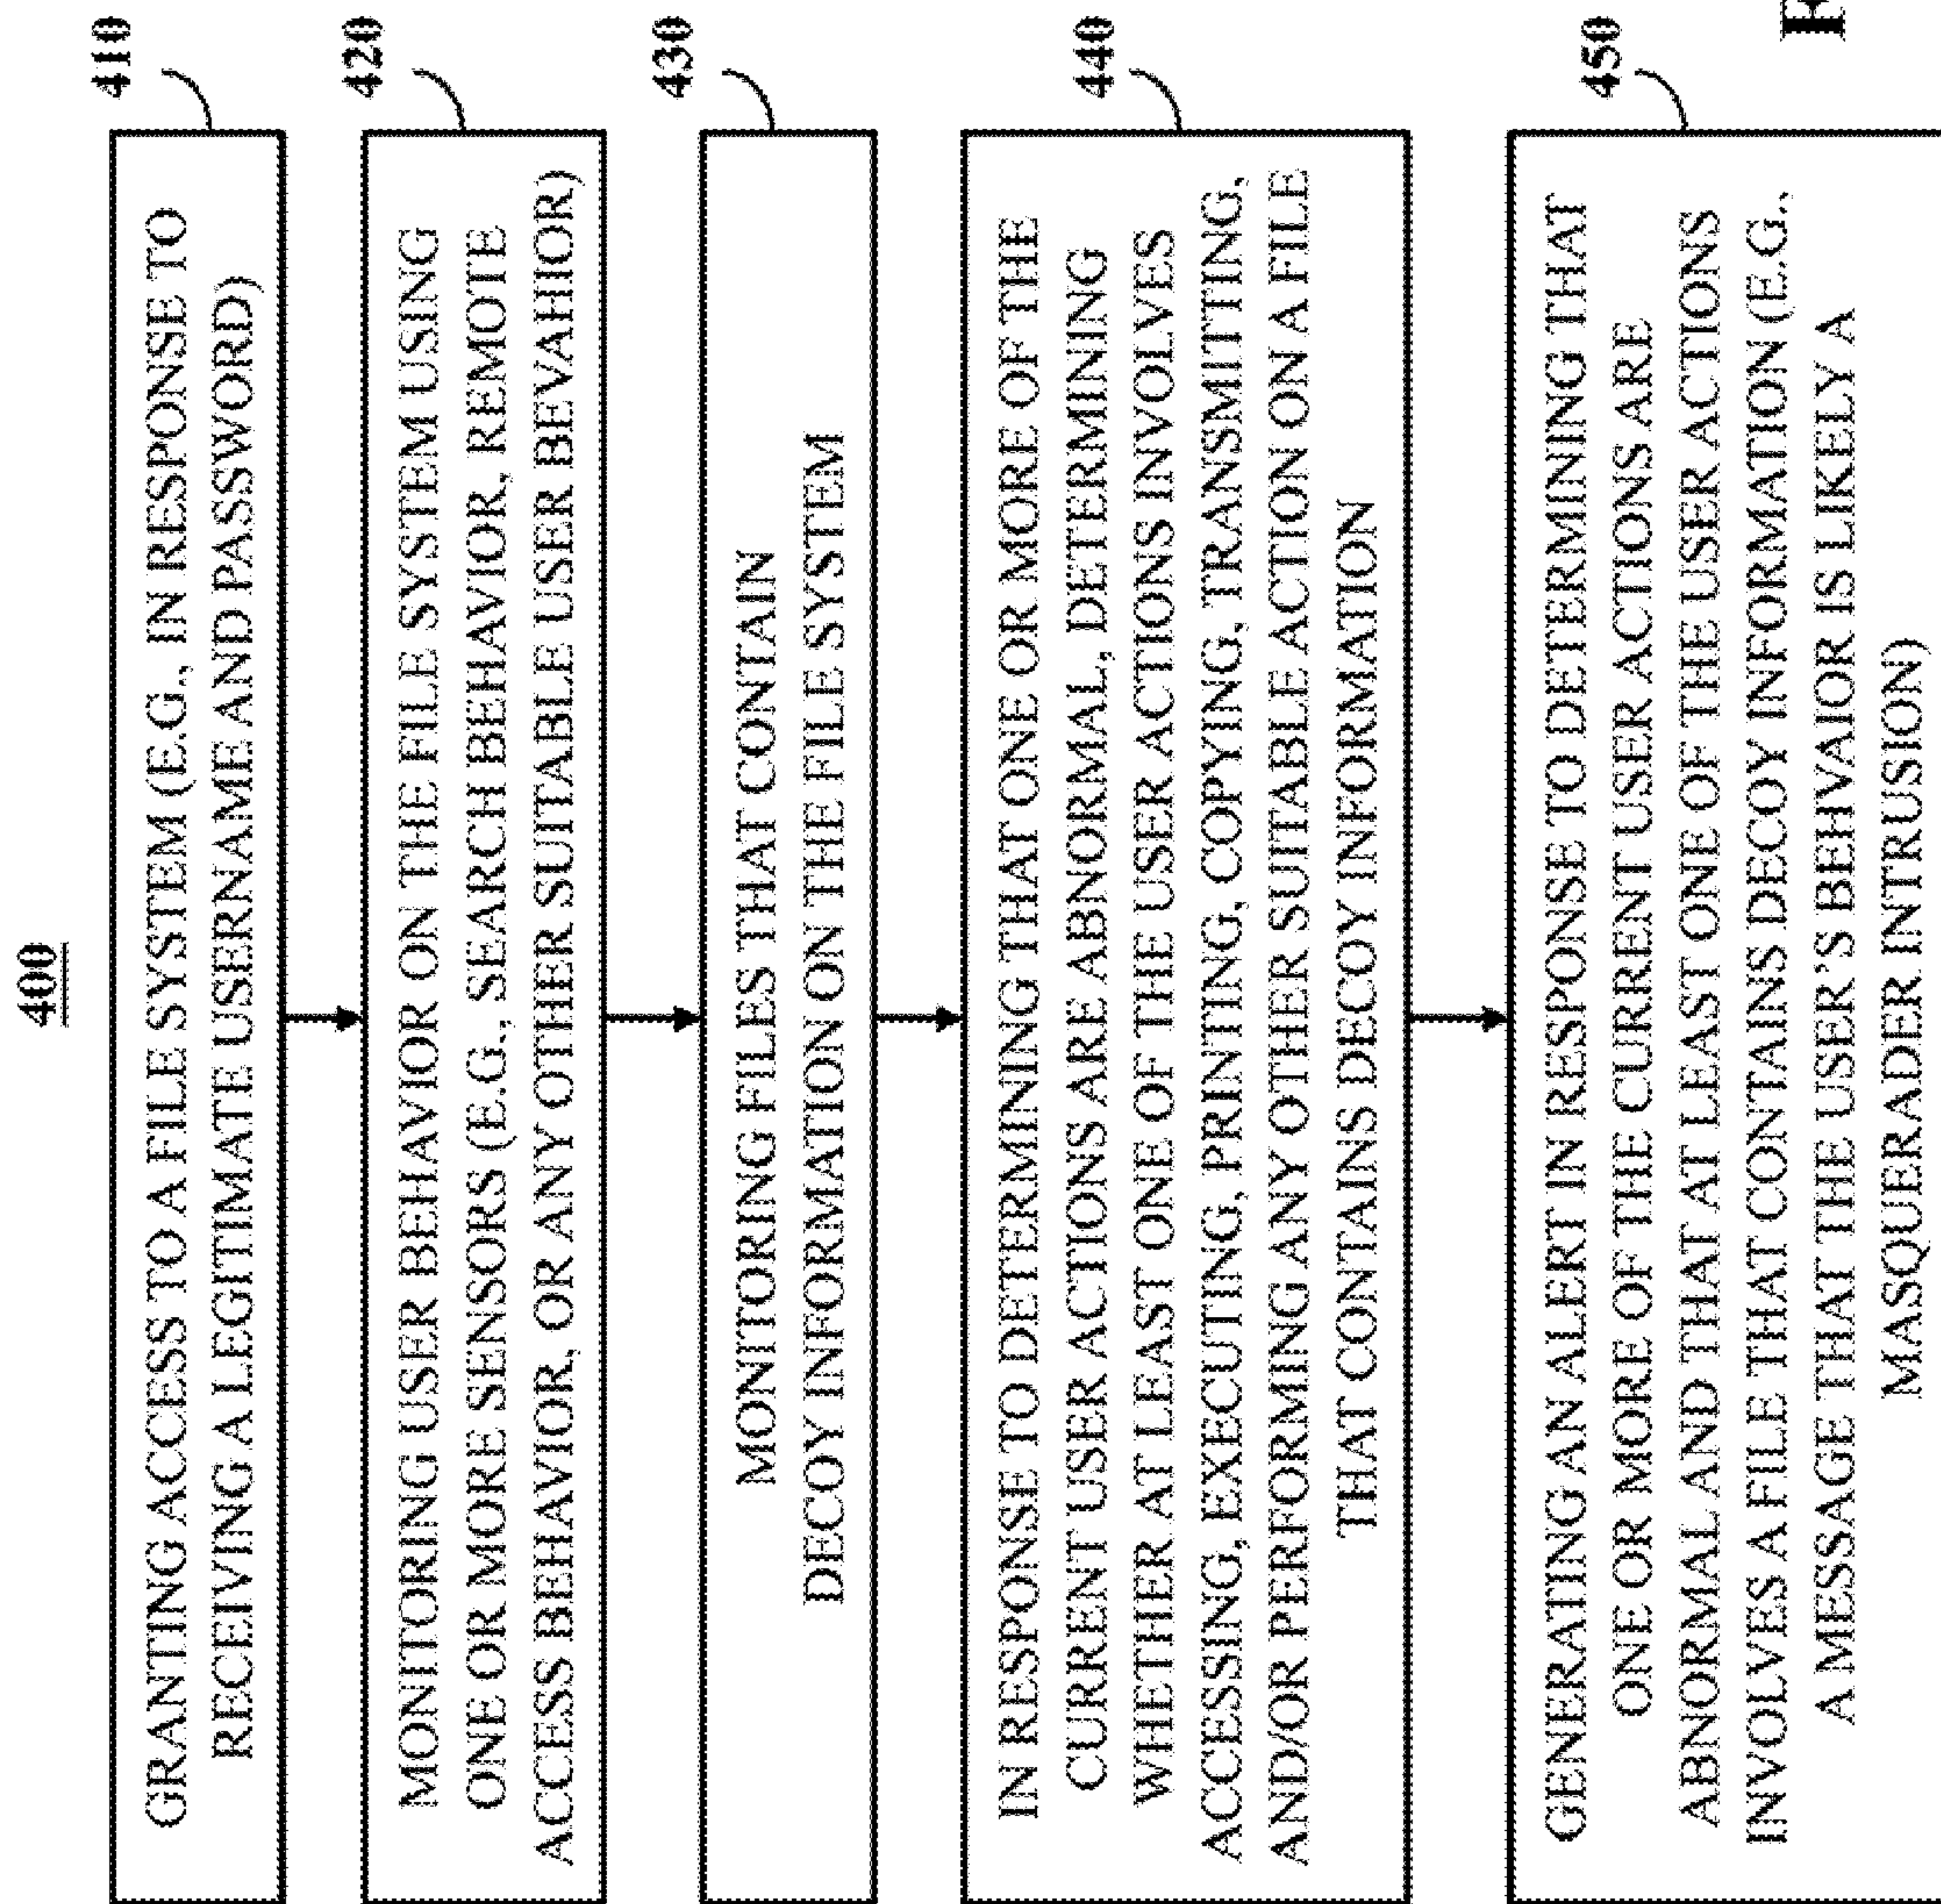 400
410
GRANTING ACCESS TO A FILE SYSTEM (E.G., IN RESPONSE TO
RECEIVING A LEGITIMATE USERNAME AND PASSWORD)
420
MONITORING USER BEHAVIOR ON THE FILE SYSTEM USING
ONE OR MORE SENSORS (E.G., SEARCH BEHAVIOR, REMOTE
ACCESS BEHAVIOR, OR ANY OTHER SUITABLE USER BEVAHIOR)
430
MONITORING FILES THAT CONTAIN
DECOY INFORMATION ON THE FILE SYSTEM
440
IN RESPONSE TO DETERMINING THAT ONE OR MORE OF THE
CURRENT USER ACTIONS ARE ABNORMAL, DETERMINING
WHETHER AT LEAST ONE OF THE USER ACTIONS INVOLVES
ACCESSING, EXECUTING, PRINTING, COPYING, TRANSMITTING,
AND/OR PERFORMING ANY OTHER SUITABLE ACTION ON A FILE
THAT CONTAINS DECOY INFORMATION
450
GENERATING AN ALERT IN RESPONSE TO DETERMINING THAT
ONE OR MORE OF THE CURRENT USER ACTIONS ARE
ABNORMAL AND THAT AT LEAST ONE OF THE USER ACTIONS
INVOLVES A FILE THAT CONTAINS DECOY INFORMATION (E.G.,
A MESSAGE THAT THE USER'S BEHVAIOR IS LIKELY A
MASQUERADER INTRUSION)